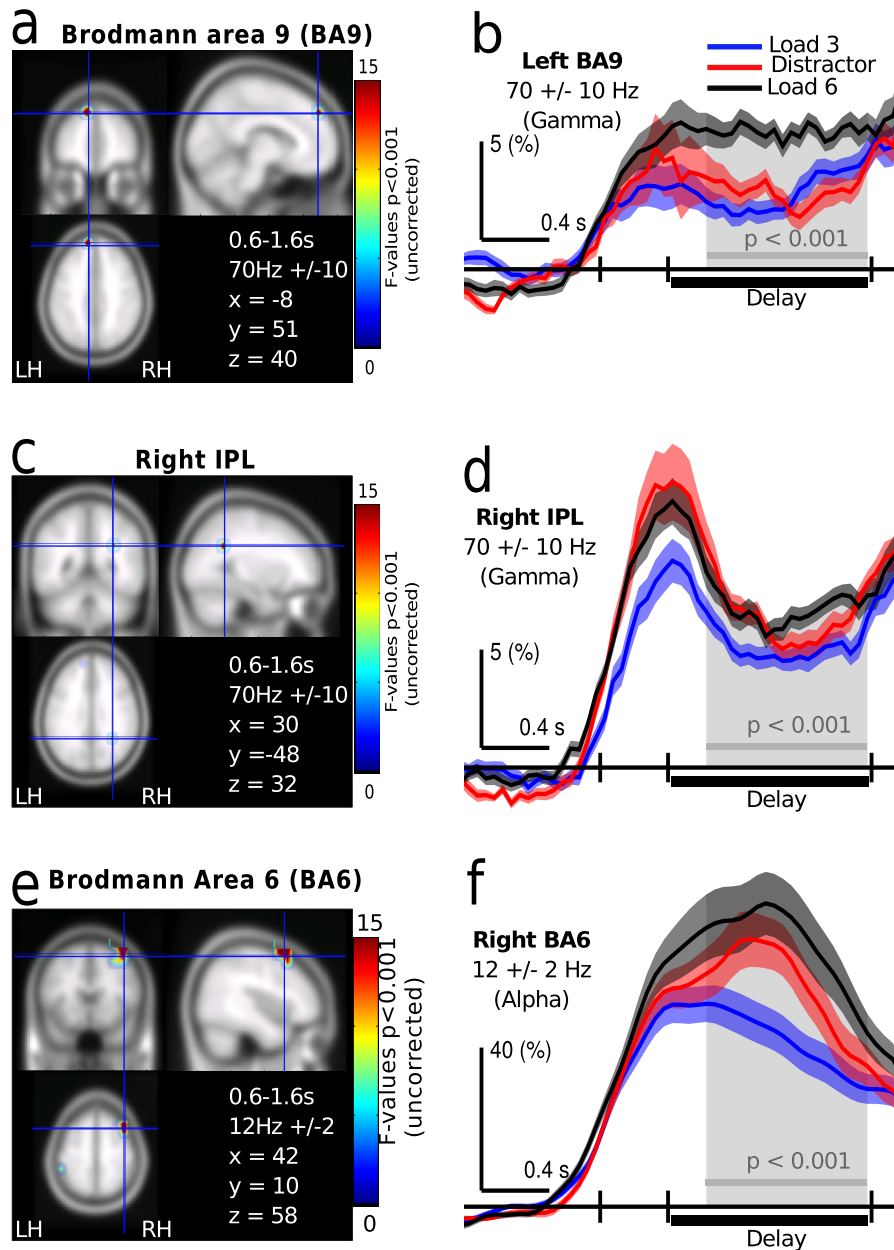 a
Brodmann area 9 (BA9)
15
F-values p<0.001
(uncorrected)
0
0.6-1.6s
70Hz +/-10
x = -8
y = 51
z = 40
LH
RH
b
Left BA9
70 +/- 10 Hz
(Gamma)
Load 3
Distractor
Load 6
5 (%)
0.4 s
p < 0.001
Delay
c
Right IPL
15
F-values p<0.001
(uncorrected)
0
0.6-1.6s
70Hz +/-10
x = 30
y =-48
z = 32
LH
RH
d
Right IPL
70 +/- 10 Hz
(Gamma)
5 (%)
0.4 s
p < 0.001
Delay
e
Brodmann Area 6 (BA6)
15
F-values p<0.001
(uncorrected)
0
0.6-1.6s
12Hz +/-2
x = 42
y = 10
z = 58
LH
RH
f
Right BA6
12 +/- 2 Hz
(Alpha)
40 (%)
0.4 s
p < 0.001
Delay